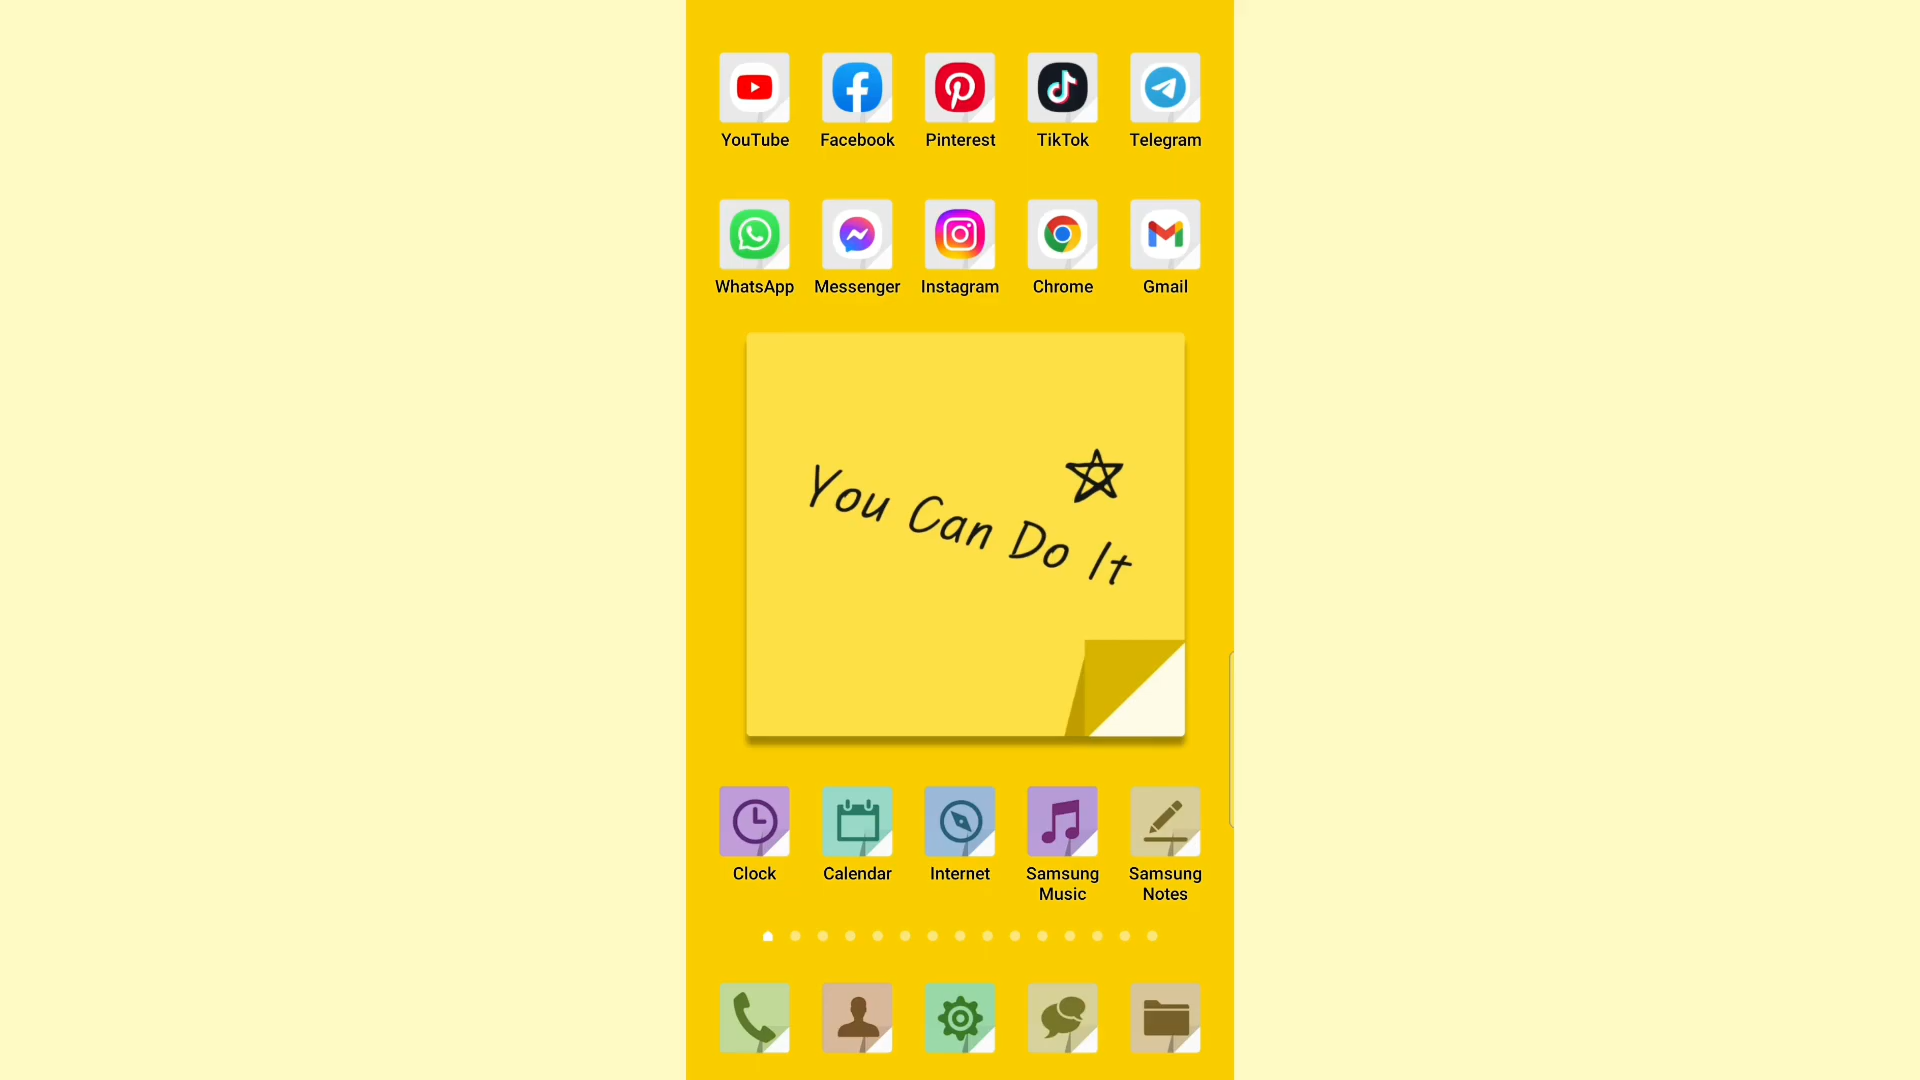 YouTube Facebook Pinterest TikTok Telegram
WhatsApp Messenger Instagram Chrome Gmail
You Can Do It
Clock Calendar Internet Samsung Music Samsung Notes